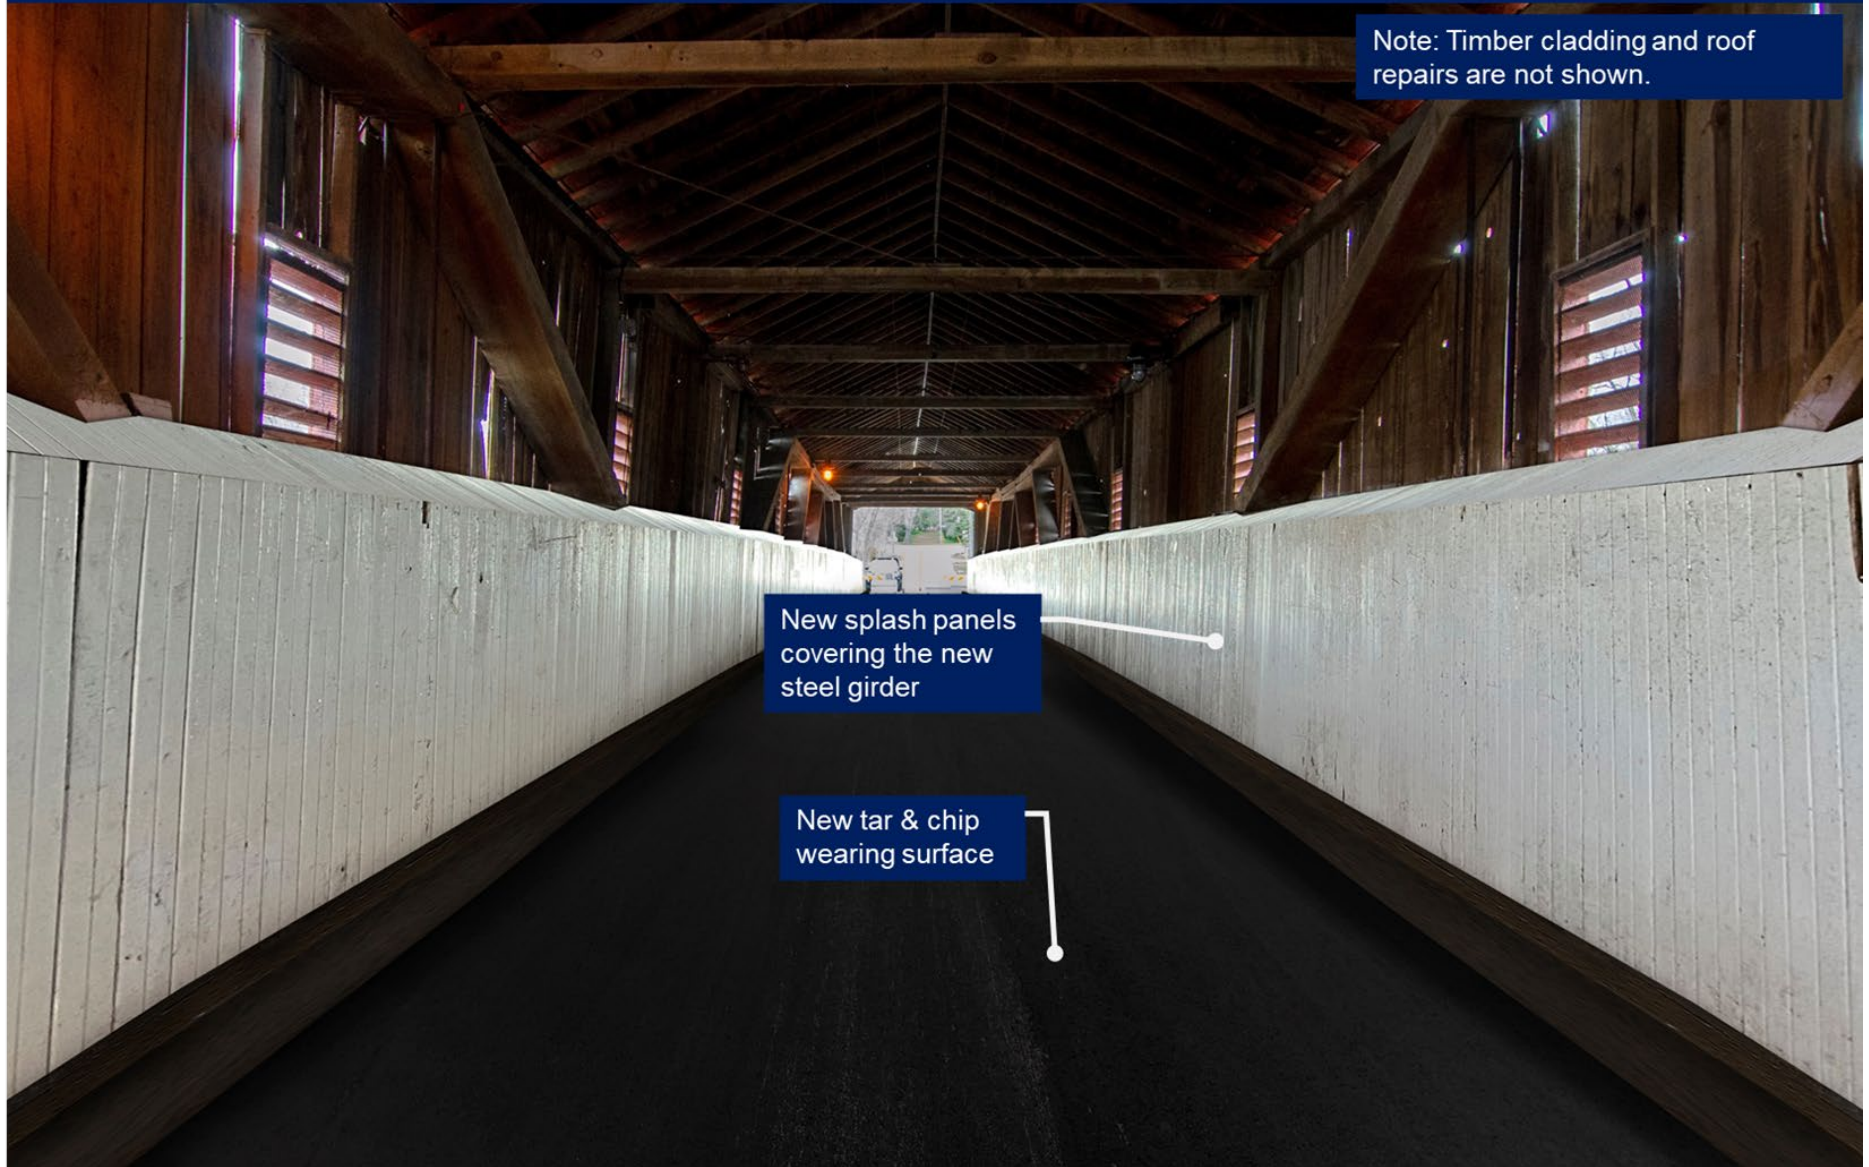 Note: Timber cladding and roof
repairs are not shown.
New splash panels
covering the new
steel girder
New tar & chip
wearing surface